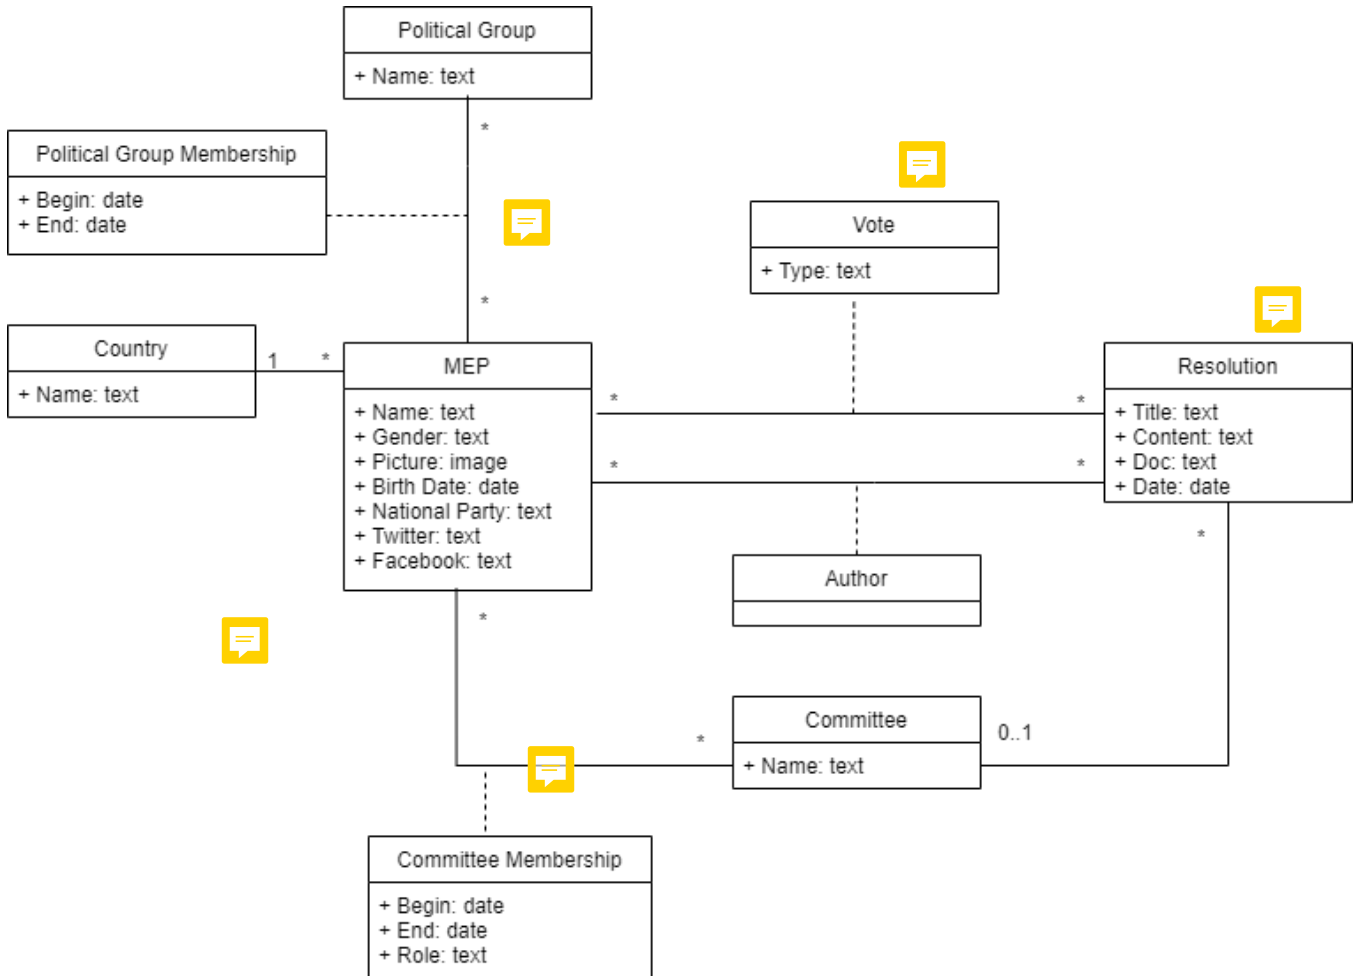 Political Group
+ Name: text
*
Political Group Membership
+ Begin: date
+ End: date
*
Vote
+ Type: text
Country
+ Name: text
1
*
MEP
+ Name: text
+ Gender: text
+ Picture: image
+ Birth Date: date
+ National Party: text
+ Twitter: text
+ Facebook: text
*
*
*
*
Resolution
+ Title: text
+ Content: text
+ Doc: text
+ Date: date
*
Author
*
Committee
+ Name: text
*
0..1
Committee Membership
+ Begin: date
+ End: date
+ Role: text